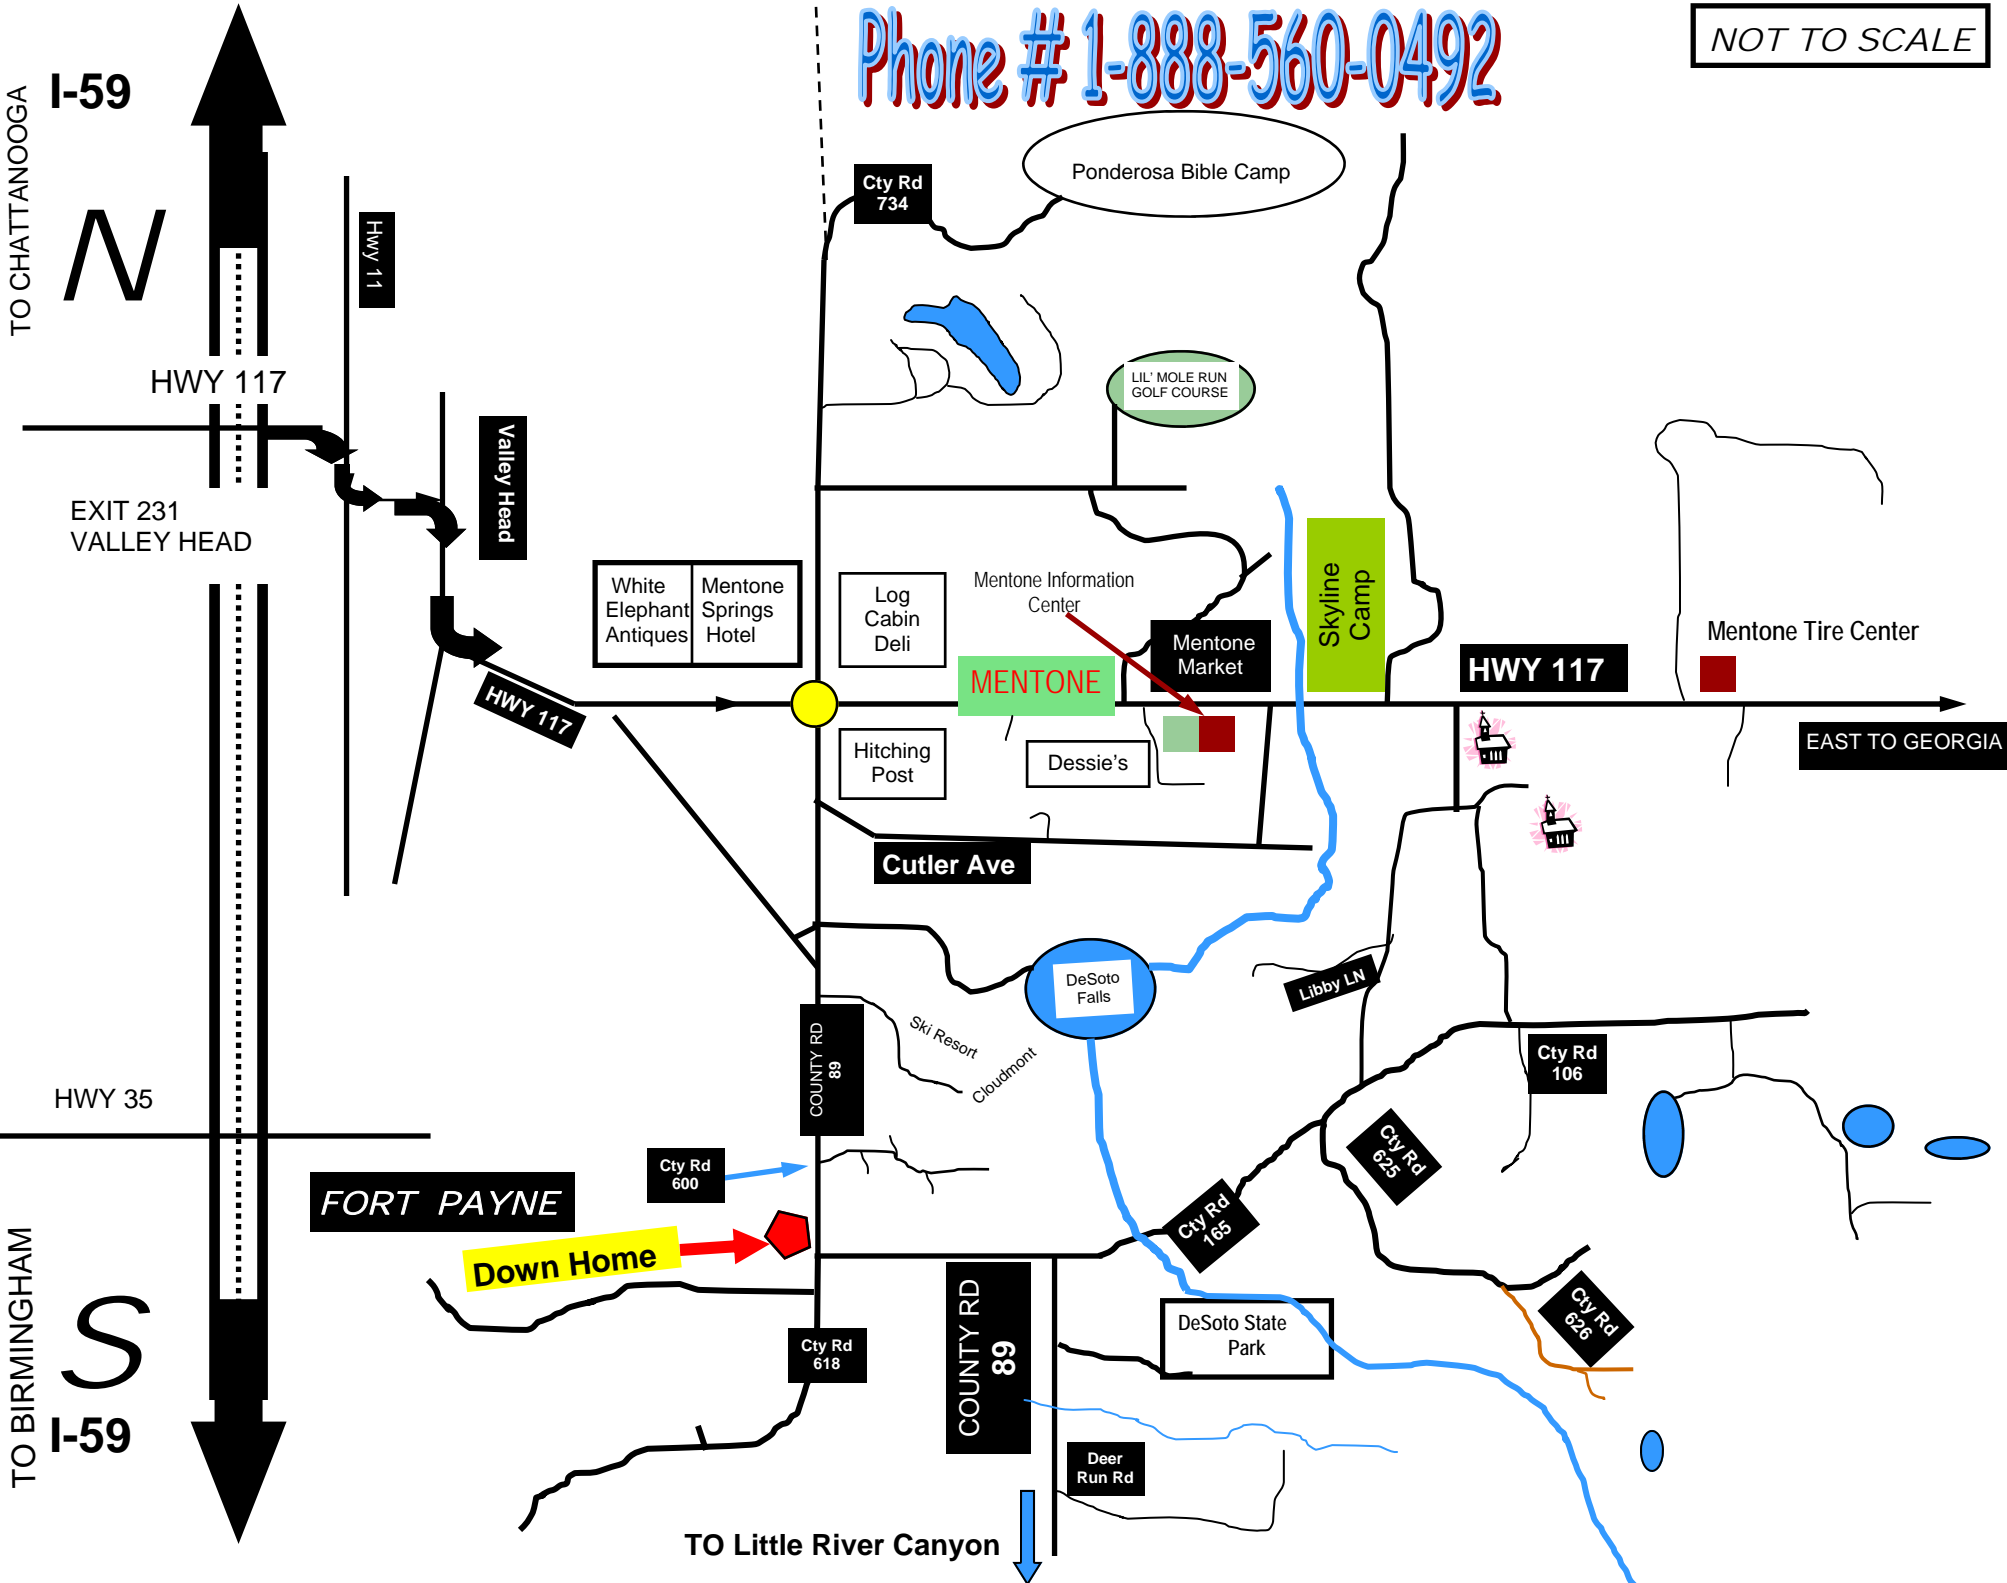 Phone # 1-888-560-0492
NOT TO SCALE
I-59
TO CHATTANOOGA
N
Hwy 11
Cty Rd
734
Ponderosa Bible Camp
HWY 117
LIL' MOLE RUN
GOLF COURSE
EXIT 231
VALLEY HEAD
Valley Head
White
Elephant
Antiques
Mentone
Springs
Hotel
Log
Cabin
Deli
Mentone Information
Center
Mentone
Market
Skyline
Camp
Mentone Tire Center
HWY 117
MENTONE
HWY 117
EAST TO GEORGIA
Hitching
Post
Dessie's
Cutler Ave
DeSoto
Falls
Libby LN
Ski Resort
Cloudmont
COUNTY RD
89
Cty Rd
106
HWY 35
Cty Rd
625
Cty Rd
600
FORT PAYNE
Cty Rd
165
Down Home
COUNTY RD
89
DeSoto State
Park
Cty Rd
626
Cty Rd
618
TO BIRMINGHAM
S
I-59
Deer
Run Rd
TO Little River Canyon